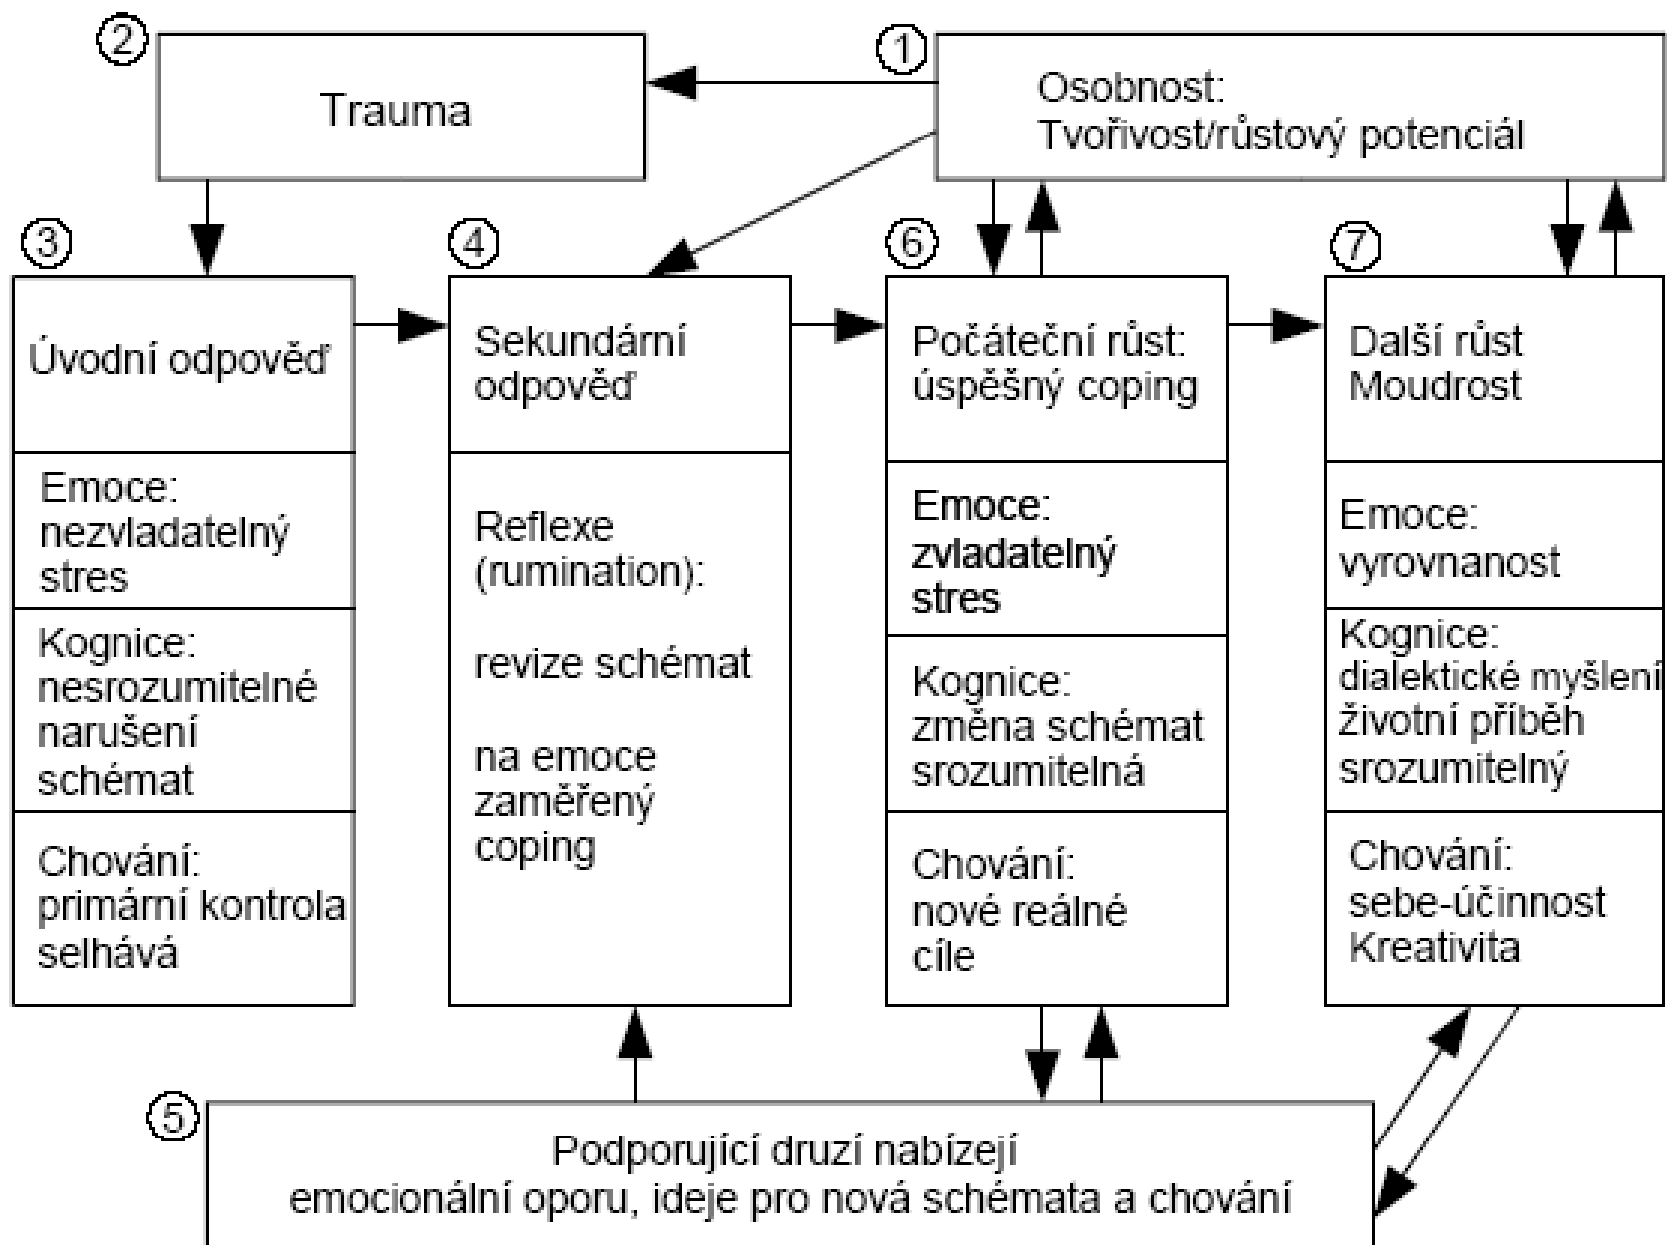 2
Trauma
1
Osobnost:
Tvořivost/růstový potenciál
3
Úvodní odpověď
Emoce:
nezvladatelný
stres
Kognice:
nesrozumitelné
narušení
schémat
Chování:
primární kontrola
selhává
4
Sekundární
odpověď
Reflexe
(rumination):
revize schémat
na emoce
zaměřený
coping
6
Počáteční růst:
úspěšný coping
Emoce:
zvladatelný
stres
Kognice:
změna schémat
srozumitelná
Chování:
nové reálné
cíle
7
Další růst
Moudrost
Emoce:
vyrovnanost
Kognice:
dialektické myšlení
životní příběh
srozumitelný
Chování:
sebe-účinnost
Kreativita
5
Podporující druzí nabízejí
emocionální oporu, ideje pro nová schémata a chování